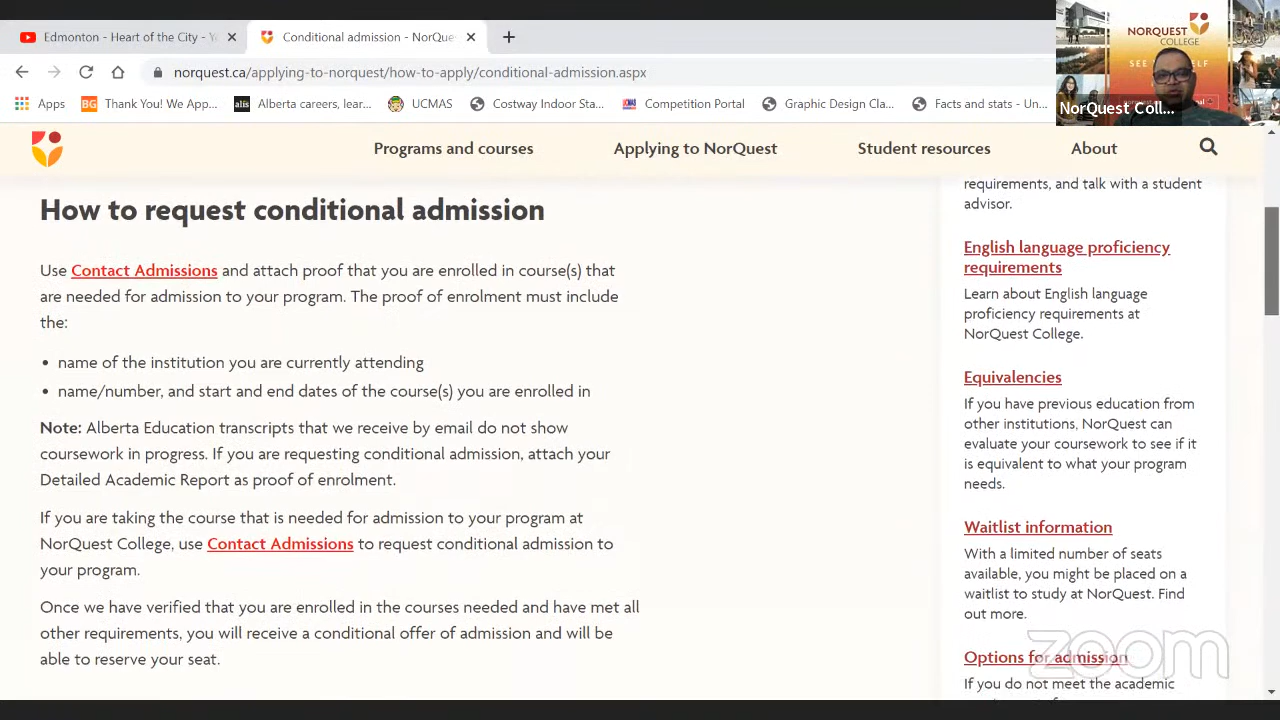 Edmonton - Heart of the City - Y
Conditional admission - NorQue
norquest.ca/applying-to-norquest/how-to-apply/conditional-admission.aspx
Apps
BG
Thank You! We App...
alis
Alberta careers, lear...
UCMAS
Costway Indoor Sta...
Competition Portal
Graphic Design Cla...
Facts and stats - Un...
NORQUEST
COLLEGE
NorQuest Coll...
Programs and courses
Applying to NorQuest
Student resources
About
How to request conditional admission
Use Contact Admissions and attach proof that you are enrolled in course(s) that
are needed for admission to your program. The proof of enrolment must include
the:
• name of the institution you are currently attending
• name/number, and start and end dates of the course(s) you are enrolled in
Note: Alberta Education transcripts that we receive by email do not show
coursework in progress. If you are requesting conditional admission, attach your
Detailed Academic Report as proof of enrolment.
If you are taking the course that is needed for admission to your program at
NorQuest College, use Contact Admissions to request conditional admission to
your program.
Once we have verified that you are enrolled in the courses needed and have met all
other requirements, you will receive a conditional offer of admission and will be
able to reserve your seat.
requirements, and talk with a student
advisor.
English language proficiency
requirements
Learn about English language
proficiency requirements at
NorQuest College.
Equivalencies
If you have previous education from
other institutions, NorQuest can
evaluate your coursework to see if it
is equivalent to what your program
needs.
Waitlist information
With a limited number of seats
available, you might be placed on a
waitlist to study at NorQuest. Find
out more.
Options for admission
If you do not meet the academic
zoom